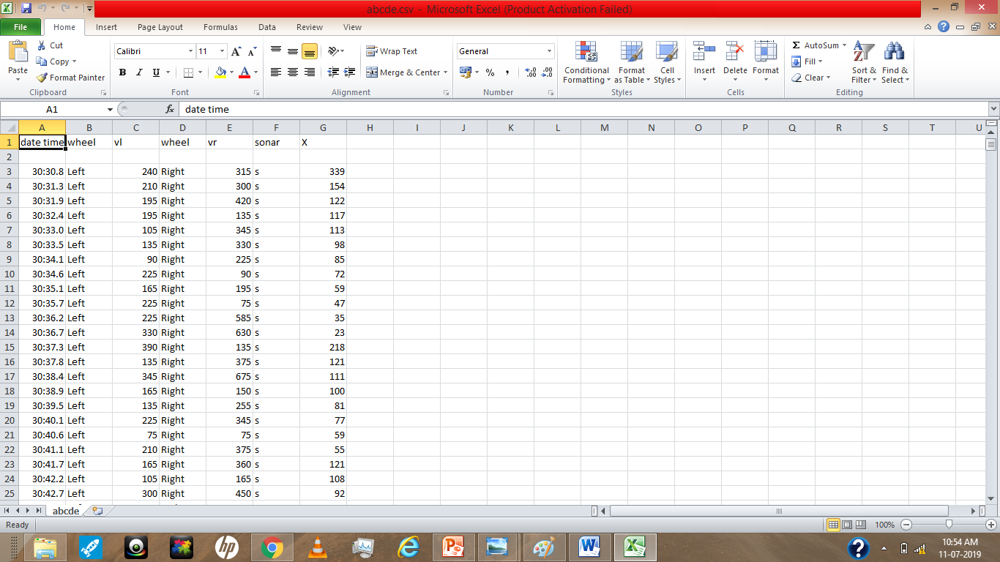 abcde.csv - Microsoft Excel (Product Activation Failed)
File Home Insert Page Layout Formulas Data Review View
Paste Cut Copy Format Painter Clipboard
Calibri 11 A A B I U A Font
Wrap Text Merge & Center Alignment
General % , .0 .00 .00 .0 Number
Conditional Formatting Format as Table Cell Styles Styles
Insert Delete Format Cells
Σ AutoSum Fill Clear Sort & Filter Find & Select Editing
A1 fx date time
A B C D E F G H I J K L M N O P Q R S T U
1 date time wheel vl wheel vr sonar X
2
3 30:30.8 Left 240 Right 315 s 339
4 30:31.3 Left 210 Right 300 s 154
5 30:31.9 Left 195 Right 420 s 122
6 30:32.4 Left 195 Right 135 s 117
7 30:33.0 Left 105 Right 345 s 113
8 30:33.5 Left 135 Right 330 s 98
9 30:34.1 Left 90 Right 225 s 85
10 30:34.6 Left 225 Right 90 s 72
11 30:35.1 Left 165 Right 195 s 59
12 30:35.7 Left 225 Right 75 s 47
13 30:36.2 Left 225 Right 585 s 35
14 30:36.7 Left 330 Right 630 s 23
15 30:37.3 Left 390 Right 135 s 218
16 30:37.8 Left 135 Right 375 s 121
17 30:38.4 Left 345 Right 675 s 111
18 30:38.9 Left 165 Right 150 s 100
19 30:39.5 Left 135 Right 255 s 81
20 30:40.1 Left 225 Right 345 s 77
21 30:40.6 Left 75 Right 75 s 59
22 30:41.1 Left 210 Right 375 s 55
23 30:41.7 Left 165 Right 360 s 121
24 30:42.2 Left 105 Right 165 s 108
25 30:42.7 Left 300 Right 450 s 92
abcde
Ready 100%
10:54 AM
11-07-2019